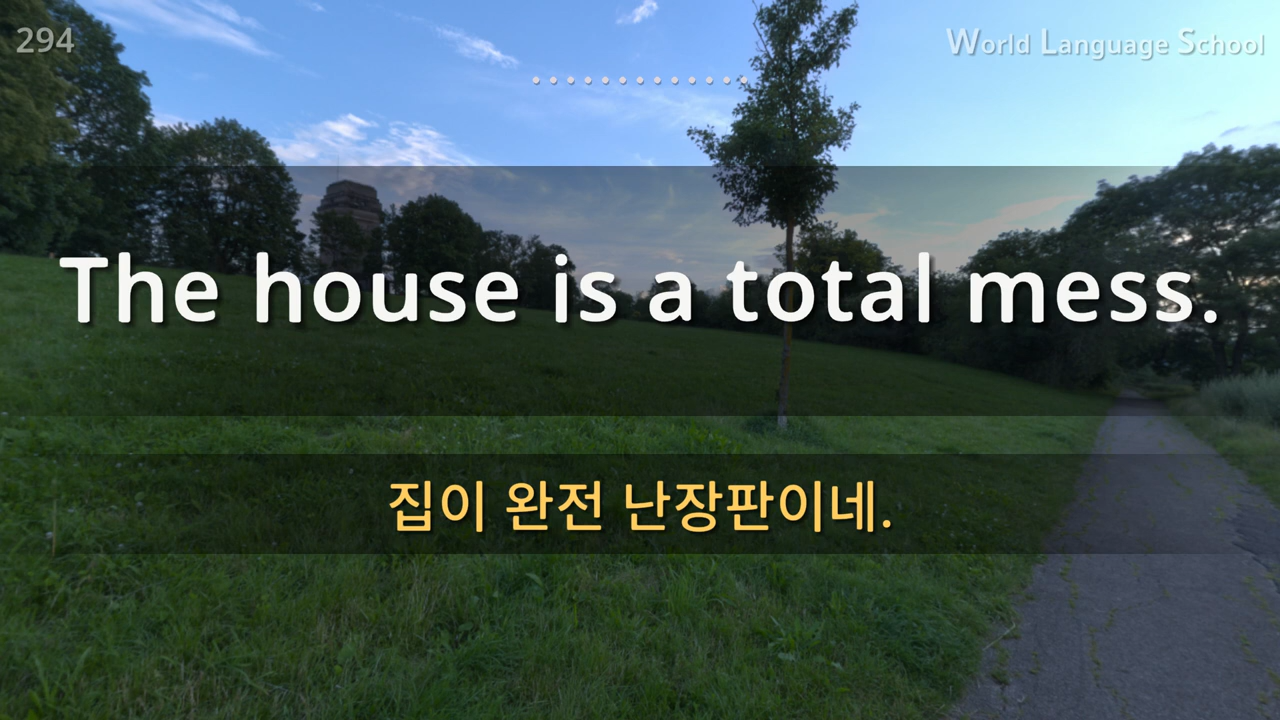 294
World Language School
The house is a total mess.
집이 완전 난장판이네.